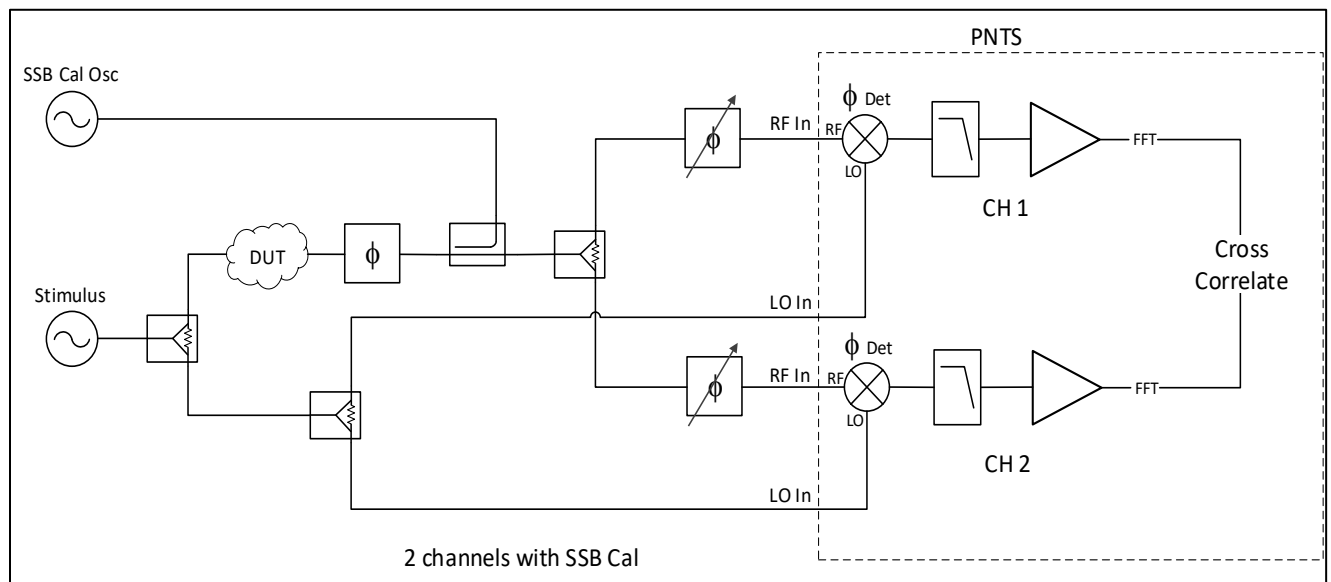 PNTS
SSB Cal Osc
ϕ Det
ϕ
RF In
RF
LO
FFT
CH 1
DUT
ϕ
Cross
Correlate
Stimulus
LO In
ϕ Det
ϕ
RF In
RF
LO
FFT
CH 2
LO In
2 channels with SSB Cal